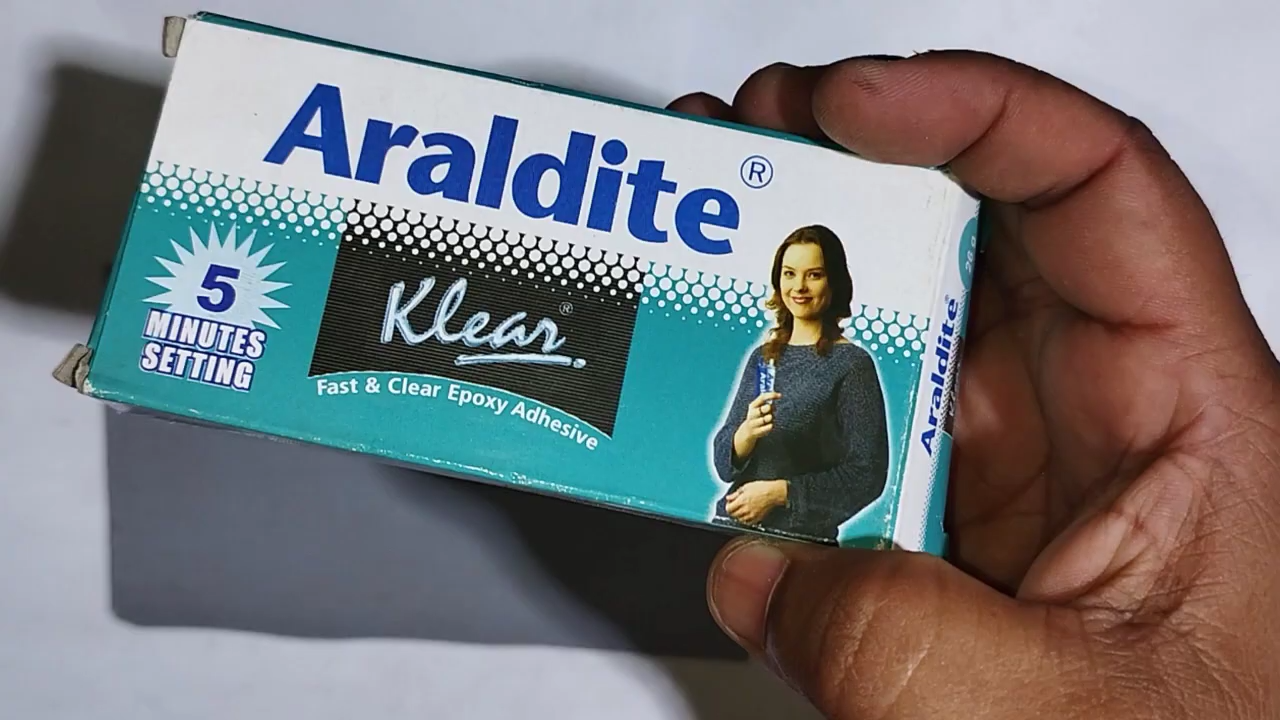 Araldite®
5
MINUTES
SETTING
Klear®
Fast & Clear Epoxy Adhesive
Araldite®